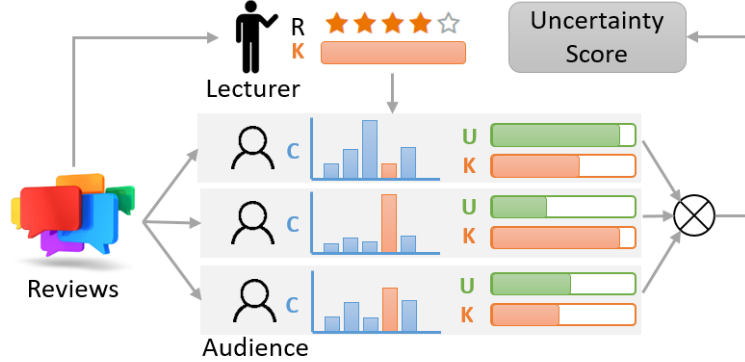 R
K
Lecturer
Uncertainty
Score
C
U
K
C
U
K
C
U
K
Reviews
Audience